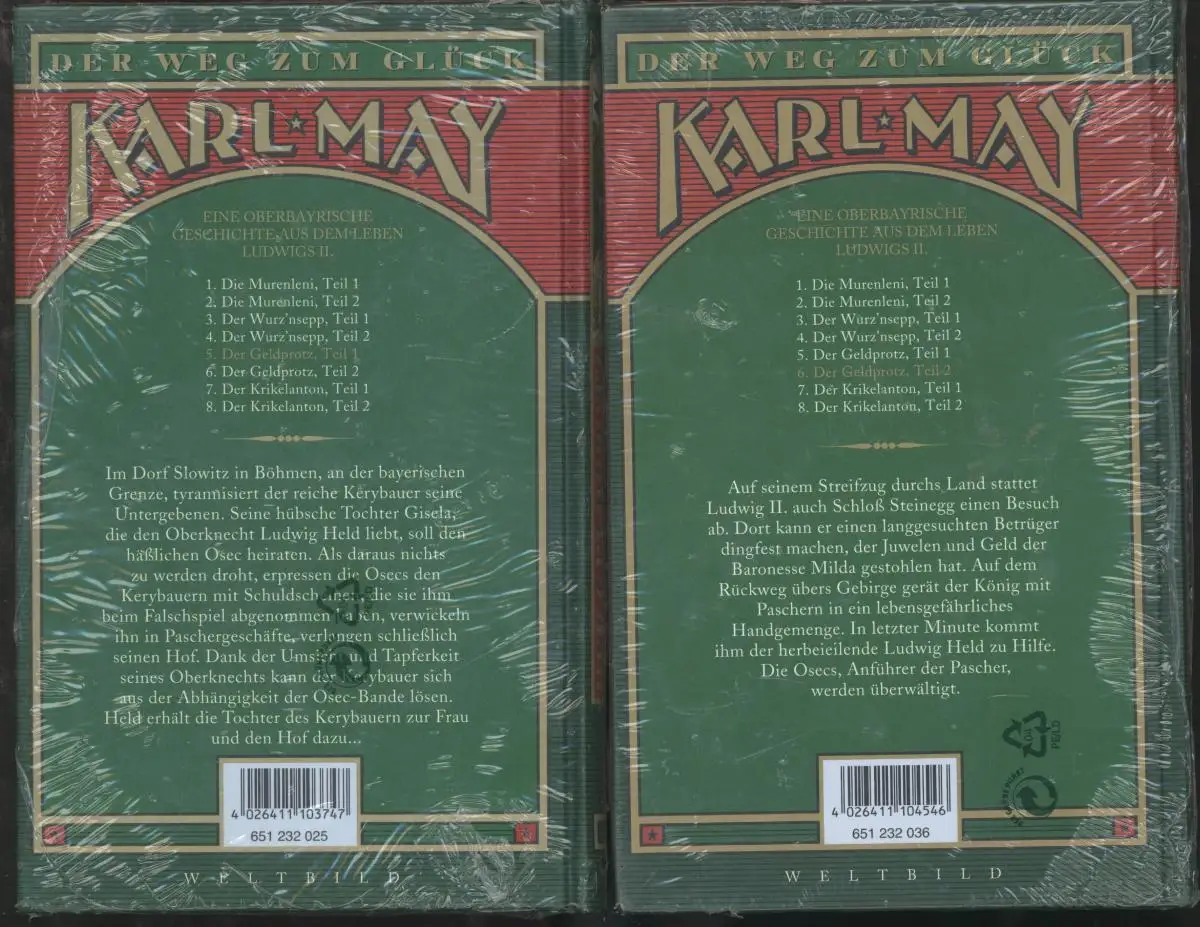 DER WEG ZUM GLÜCK
KARL MAY
EINE OBERBAYRISCHE
GESCHICHTE AUS DEM LEBEN
LUDWIGS II.
1. Die Murenleni, Teil 1
2. Die Murenleni, Teil 2
3. Der Wurz'nsepp, Teil 1
4. Der Wurz'nsepp, Teil 2
5. Der Geldprotz, Teil 1
6. Der Geldprotz, Teil 2
7. Der Krikelanton, Teil 1
8. Der Krikelanton, Teil 2
Im Dorf Slowitz in Böhmen, an der bayerischen
Grenze, tyrannisiert der reiche Kerybauer seine
Untergebenen. Seine hübsche Tochter Gisela,
die den Oberknecht Ludwig Held liebt, soll den
häßlichen Osec heiraten. Als daraus nichts
zu werden droht, erpressen die Osecs den
Kerybauern mit Schuldscheinen, die sie ihm
beim Falschspiel abgenommen haben, verwickeln
ihn in Paschergeschäfte, verlangen schließlich
seinen Hof. Dank der Umsicht und Tapferkeit
seines Oberknechts kann der Kerybauer sich
aus der Abhängigkeit der Osec-Bande lösen.
Held erhält die Tochter des Kerybauern zur Frau
und den Hof dazu...
4 026411 103747
651 232 025
WELTBILD
DER WEG ZUM GLÜCK
KARL MAY
EINE OBERBAYRISCHE
GESCHICHTE AUS DEM LEBEN
LUDWIGS II.
1. Die Murenleni, Teil 1
2. Die Murenleni, Teil 2
3. Der Wurz'nsepp, Teil 1
4. Der Wurz'nsepp, Teil 2
5. Der Geldprotz, Teil 1
6. Der Geldprotz, Teil 2
7. Der Krikelanton, Teil 1
8. Der Krikelanton, Teil 2
Auf seinem Streifzug durchs Land stattet
Ludwig II. auch Schloß Steinegg einen Besuch
ab. Dort kann er einen langgesuchten Betrüger
dingfest machen, der Juwelen und Geld der
Baronesse Milda gestohlen hat. Auf dem
Rückweg übers Gebirge gerät der König mit
Paschern in ein lebensgefährliches
Handgemenge. In letzter Minute kommt
ihm der herbeieilende Ludwig Held zu Hilfe.
Die Osecs, Anführer der Pascher,
werden überwältigt.
04
PE/LD
4 026411 104546
651 232 036
WELTBILD